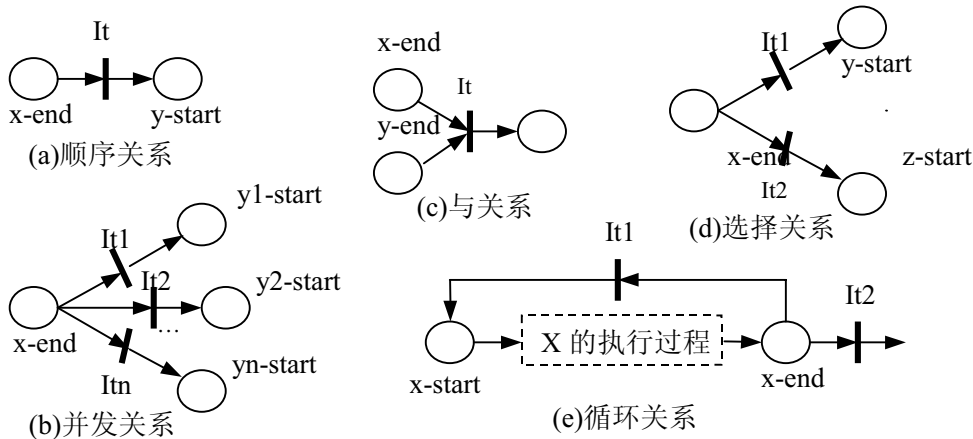 It
x-end
y-start
(a)顺序关系
x-end
It
y-end
(c)与关系
It1
y-start
x-end
z-start
It2
(d)选择关系
y1-start
It1
It2
y2-start
...
x-end
Itn
yn-start
(b)并发关系
It1
It2
X 的执行过程
x-start
x-end
(e)循环关系